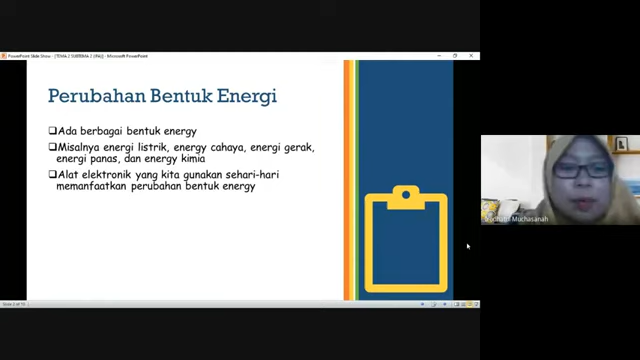 PowerPoint Slide Show - [TEMA 2 SUBTEMA 2 (IPA)] - Microsoft PowerPoint
Perubahan Bentuk Energi
❑Ada berbagai bentuk energy
❑Misalnya energi listrik, energy cahaya, energi gerak,
energi panas, dan energy kimia
❑Alat elektronik yang kita gunakan sehari-hari
memanfaatkan perubahan bentuk energy
Muchasanah